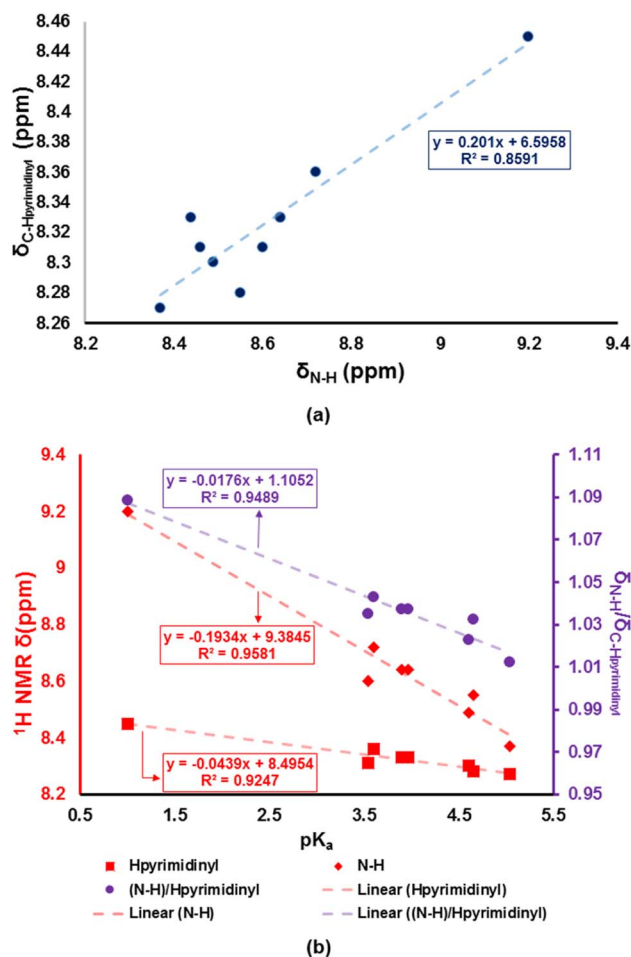 8.46
8.44
8.42
8.4
8.38
8.36
8.34
8.32
8.3
8.28
8.26
δC-Hpyrimidinyl (ppm)
y = 0.201x + 6.5958
R² = 0.8591
8.2 8.4 8.6 8.8 9 9.2 9.4
δN-H (ppm)
(a)
9.4
9.2
9
8.8
8.6
8.4
8.2
¹H NMR δ(ppm)
y = -0.0176x + 1.1052
R² = 0.9489
y = -0.1934x + 9.3845
R² = 0.9581
y = -0.0439x + 8.4954
R² = 0.9247
1.11
1.09
1.07
1.05
1.03
1.01
0.99
0.97
0.95
δN-H/δC-Hpyrimidinyl
0.5 1.5 2.5 3.5 4.5 5.5
pKa
Hpyrimidinyl N-H
(N-H)/Hpyrimidinyl Linear (Hpyrimidinyl)
Linear (N-H) Linear ((N-H)/Hpyrimidinyl)
(b)